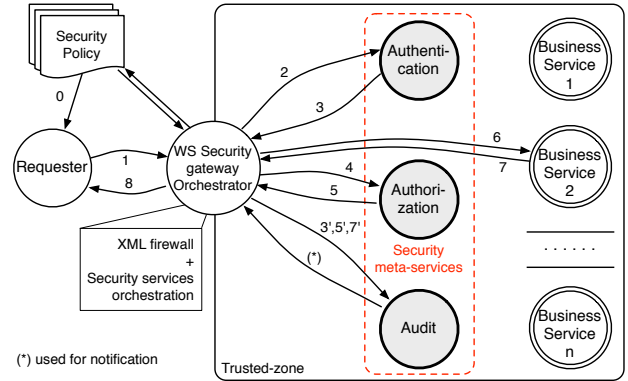 Security
Policy
0
Requester
1
8
WS Security
gateway
Orchestrator
XML firewall
+
Security services
orchestration
(*) used for notification
2
3
4
5
6
7
3',5',7'
(*)
Authenti-
cation
Authori-
zation
Security
meta-services
Audit
Business
Service
1
Business
Service
2
......
Business
Service
n
Trusted-zone